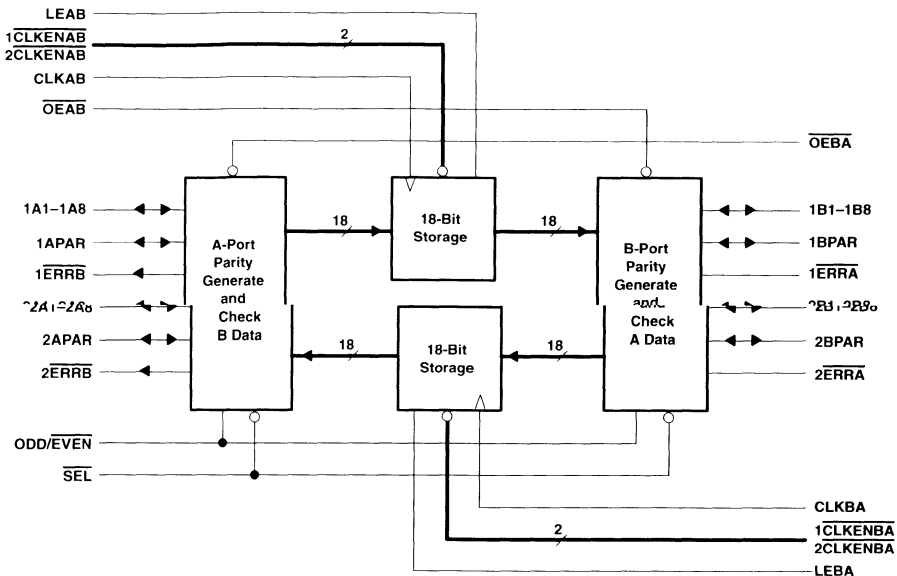 LEAB
1CLKENAB
2CLKENAB
2
CLKAB
OEAB
OEBA
1A1–1A8
1APAR
1ERRB
2APAR
2ERRB
A-Port
Parity
Generate
and
Check
B Data
18
18-Bit
Storage
18
B-Port
Parity
Generate
and
Check
A Data
18
18-Bit
Storage
18
1B1–1B8
1BPAR
1ERRA
2BPAR
2ERRA
ODD/EVEN
SEL
CLKBA
2
1CLKENBA
2CLKENBA
LEBA